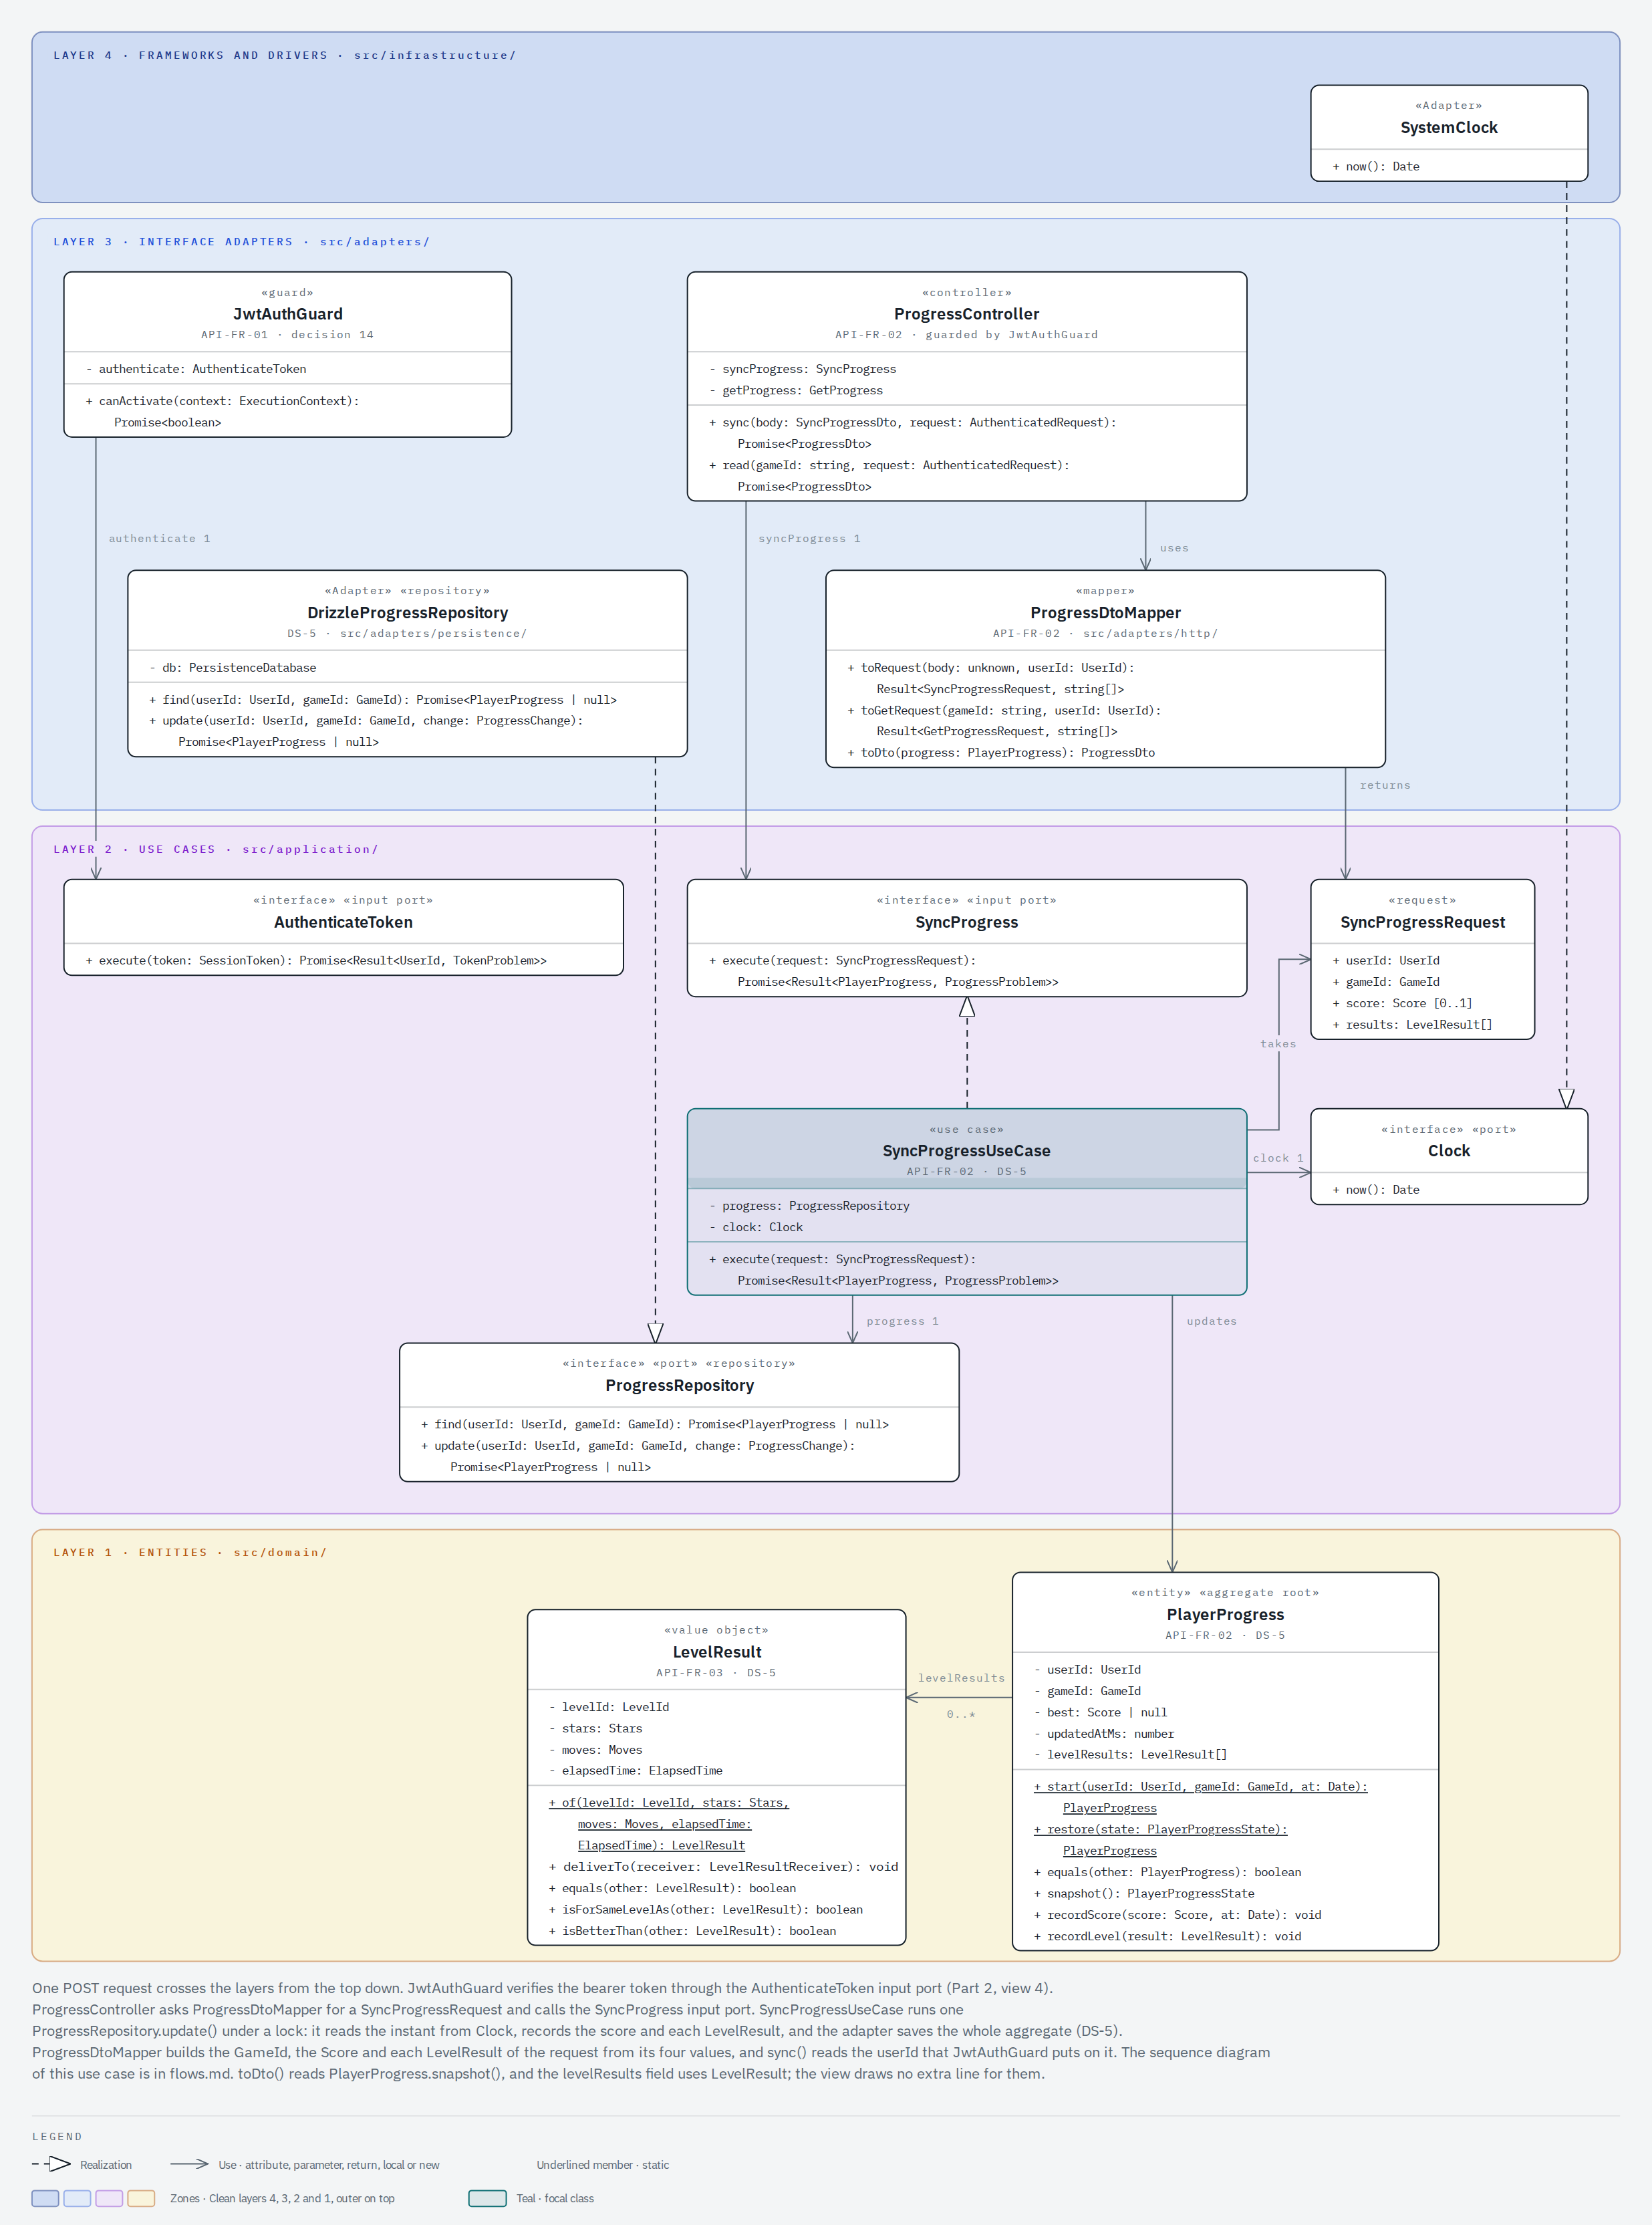 LAYER 4 · FRAMEWORKS AND DRIVERS · src/infrastructure/
«Adapter»
SystemClock
+ now(): Date
LAYER 3 · INTERFACE ADAPTERS · src/adapters/
«guard»
JwtAuthGuard
API-FR-01 · decision 14
- authenticate: AuthenticateToken
+ canActivate(context: ExecutionContext):
Promise<boolean>
«controller»
ProgressController
API-FR-02 · guarded by JwtAuthGuard
- syncProgress: SyncProgress
- getProgress: GetProgress
+ sync(body: SyncProgressDto, request: AuthenticatedRequest):
Promise<ProgressDto>
+ read(gameId: string, request: AuthenticatedRequest):
Promise<ProgressDto>
authenticate 1
syncProgress 1
uses
«Adapter» «repository»
DrizzleProgressRepository
DS-5 · src/adapters/persistence/
- db: PersistenceDatabase
+ find(userId: UserId, gameId: GameId): Promise<PlayerProgress | null>
+ update(userId: UserId, gameId: GameId, change: ProgressChange):
Promise<PlayerProgress | null>
«mapper»
ProgressDtoMapper
API-FR-02 · src/adapters/http/
+ toRequest(body: unknown, userId: UserId):
Result<SyncProgressRequest, string[]>
+ toGetRequest(gameId: string, userId: UserId):
Result<GetProgressRequest, string[]>
+ toDto(progress: PlayerProgress): ProgressDto
returns
LAYER 2 · USE CASES · src/application/
«interface» «input port»
AuthenticateToken
+ execute(token: SessionToken): Promise<Result<UserId, TokenProblem>>
«interface» «input port»
SyncProgress
+ execute(request: SyncProgressRequest):
Promise<Result<PlayerProgress, ProgressProblem>>
«request»
SyncProgressRequest
+ userId: UserId
+ gameId: GameId
+ score: Score [0..1]
+ results: LevelResult[]
takes
«use case»
SyncProgressUseCase
API-FR-02 · DS-5
- progress: ProgressRepository
- clock: Clock
+ execute(request: SyncProgressRequest):
Promise<Result<PlayerProgress, ProgressProblem>>
clock 1
«interface» «port»
Clock
+ now(): Date
progress 1
updates
«interface» «port» «repository»
ProgressRepository
+ find(userId: UserId, gameId: GameId): Promise<PlayerProgress | null>
+ update(userId: UserId, gameId: GameId, change: ProgressChange):
Promise<PlayerProgress | null>
LAYER 1 · ENTITIES · src/domain/
«value object»
LevelResult
API-FR-03 · DS-5
- levelId: LevelId
- stars: Stars
- moves: Moves
- elapsedTime: ElapsedTime
+ of(levelId: LevelId, stars: Stars,
moves: Moves, elapsedTime:
ElapsedTime): LevelResult
+ deliverTo(receiver: LevelResultReceiver): void
+ equals(other: LevelResult): boolean
+ isForSameLevelAs(other: LevelResult): boolean
+ isBetterThan(other: LevelResult): boolean
levelResults
0..*
«entity» «aggregate root»
PlayerProgress
API-FR-02 · DS-5
- userId: UserId
- gameId: GameId
- best: Score | null
- updatedAtMs: number
- levelResults: LevelResult[]
+ start(userId: UserId, gameId: GameId, at: Date):
PlayerProgress
+ restore(state: PlayerProgressState):
PlayerProgress
+ equals(other: PlayerProgress): boolean
+ snapshot(): PlayerProgressState
+ recordScore(score: Score, at: Date): void
+ recordLevel(result: LevelResult): void
One POST request crosses the layers from the top down. JwtAuthGuard verifies the bearer token through the AuthenticateToken input port (Part 2, view 4).
ProgressController asks ProgressDtoMapper for a SyncProgressRequest and calls the SyncProgress input port. SyncProgressUseCase runs one
ProgressRepository.update() under a lock: it reads the instant from Clock, records the score and each LevelResult, and the adapter saves the whole aggregate (DS-5).
ProgressDtoMapper builds the GameId, the Score and each LevelResult of the request from its four values, and sync() reads the userId that JwtAuthGuard puts on it. The sequence diagram
of this use case is in flows.md. toDto() reads PlayerProgress.snapshot(), and the levelResults field uses LevelResult; the view draws no extra line for them.
LEGEND
Realization
Use · attribute, parameter, return, local or new
Underlined member · static
Zones · Clean layers 4, 3, 2 and 1, outer on top
Teal · focal class